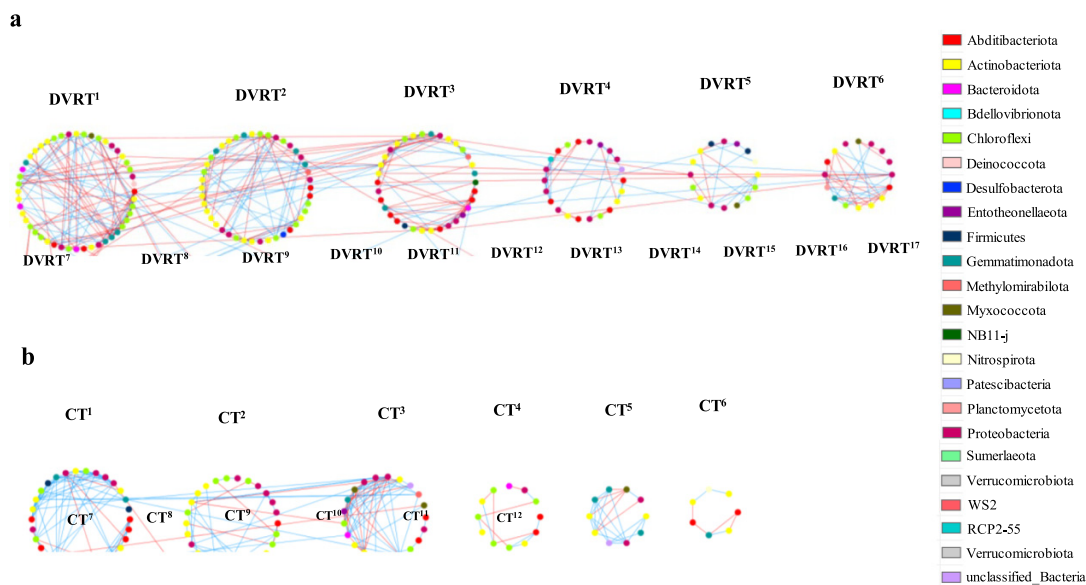 a
DVRT1 DVRT2 DVRT3 DVRT4 DVRT5 DVRT6
DVRT7 DVRT8 DVRT9 DVRT10 DVRT11 DVRT12 DVRT13 DVRT14 DVRT15 DVRT16 DVRT17
b
CT1 CT2 CT3 CT4 CT5 CT6
CT7 CT8 CT9 CT10 CT11 CT12
Abditibacteriota
Actinobacteriota
Bacteroidota
Bdellovibrionota
Chloroflexi
Deinococcota
Desulfobacterota
Entotheonellaeota
Firmicutes
Gemmatimonadota
Methylomirabilota
Myxococcota
NB11-j
Nitrospirota
Patescibacteria
Planctomycetota
Proteobacteria
Sumerlaeota
Verrucomicrobiota
WS2
RCP2-55
Verrucomicrobiota
unclassified_Bacteria